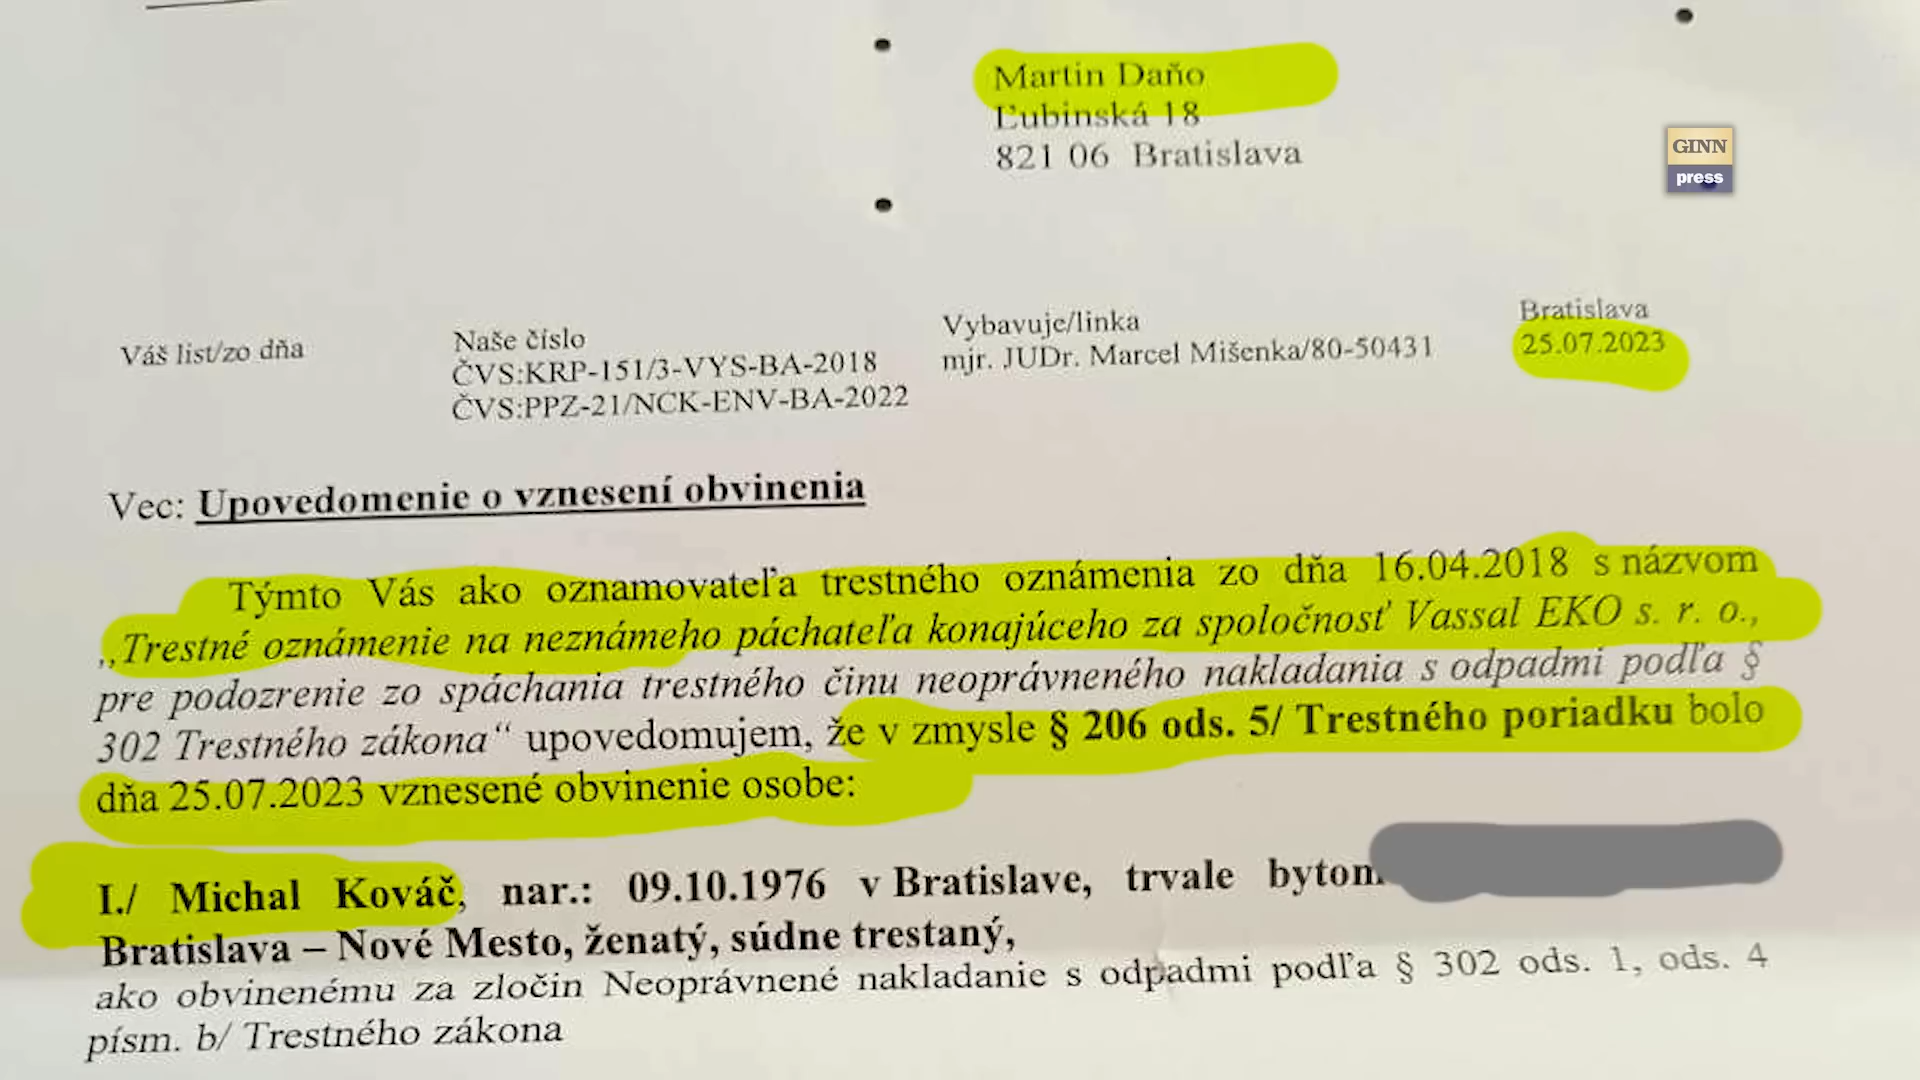 Martin Daňo
Ľubinská 18
821 06 Bratislava
GINN
press
Váš list/zo dňa
Naše číslo
ČVS:KRP-151/3-VYS-BA-2018
ČVS:PPZ-21/NCK-ENV-BA-2022
Vybavuje/linka
mjr. JUDr. Marcel Mišenka/80-50431
Bratislava
25.07.2023
Vec: Upovedomenie o vznesení obvinenia
Týmto Vás ako oznamovateľa trestného oznámenia zo dňa 16.04.2018 s názvom
„Trestné oznámenie na neznámeho páchateľa konajúceho za spoločnosť Vassal EKO s. r. o.,
pre podozrenie zo spáchania trestného činu neoprávneného nakladania s odpadmi podľa §
302 Trestného zákona“ upovedomujem, že v zmysle § 206 ods. 5/ Trestného poriadku bolo
dňa 25.07.2023 vznesené obvinenie osobe:
I./ Michal Kováč, nar.: 09.10.1976 v Bratislave, trvale bytom
Bratislava – Nové Mesto, ženatý, súdne trestaný,
ako obvinenému za zločin Neoprávnené nakladanie s odpadmi podľa § 302 ods. 1, ods. 4
písm. b/ Trestného zákona